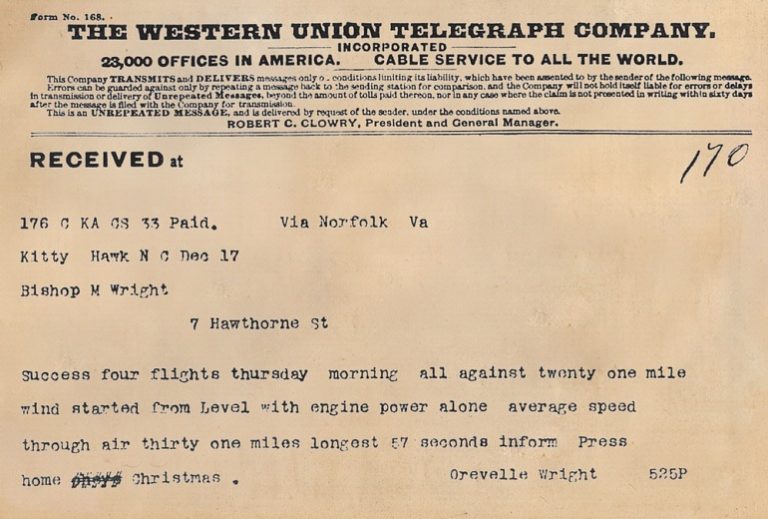 Form No. 168.
THE WESTERN UNION TELEGRAPH COMPANY.
INCORPORATED
23,000 OFFICES IN AMERICA. CABLE SERVICE TO ALL THE WORLD.
This Company TRANSMITS and DELIVERS messages only on conditions limiting its liability, which have been assented to by the sender of the following message.
Errors can be guarded against only by repeating a message back to the sending station for comparison, and the Company will not hold itself liable for errors or delays
in transmission or delivery of Unrepeated Messages, beyond the amount of tolls paid thereon, nor in any case where the claim is not presented in writing within sixty days
after the message is filed with the Company for transmission.
This is an UNREPEATED MESSAGE, and is delivered by request of the sender, under the conditions named above.
ROBERT C. CLOWRY, President and General Manager.
RECEIVED at
170
176 C KA CS 33 Paid. Via Norfolk Va
Kitty Hawk N C Dec 17
Bishop M Wright
7 Hawthorne St
Success four flights thursday morning all against twenty one mile
wind started from Level with engine power alone average speed
through air thirty one miles longest 57 seconds inform Press
home Christmas .
Orevelle Wright 525P